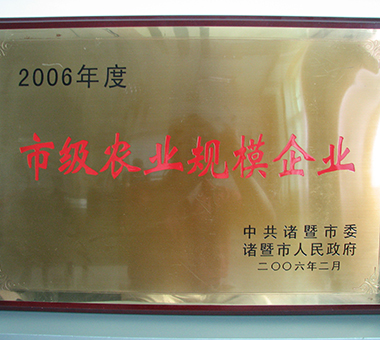 2006年度
市级农业规模企业
中共诸暨市委
诸暨市人民政府
二〇〇六年二月